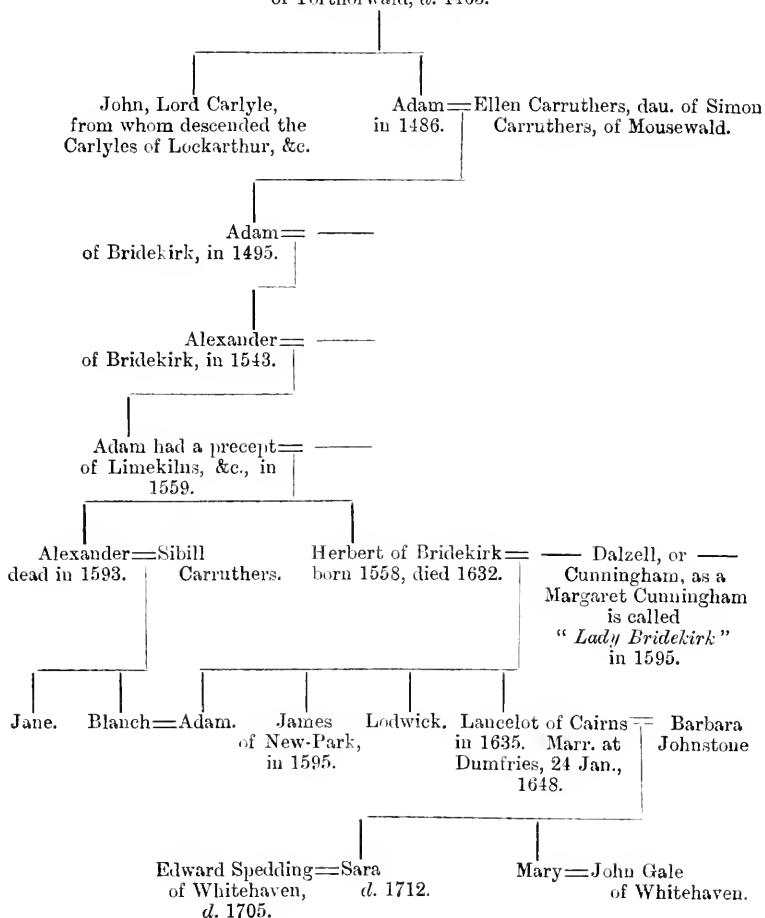 John, Lord Carlyle,
from whom descended the
Carlyles of Lockarthur, &c.
Adam
in 1486.
Ellen Carruthers, dau. of Simon
Carruthers, of Mousewald.
Adam
of Bridekirk, in 1495.
Alexander
of Bridekirk, in 1543.
Adam had a precept
of Limekilns, &c., in
1559.
Alexander
dead in 1593.
Sibill
Carruthers.
Herbert of Bridekirk
born 1558, died 1632.
— Dalzell, or —
Cunningham, as a
Margaret Cunningham
is called
"Lady Bridekirk"
in 1595.
Jane.
Blanch
Adam.
James
of New-Park,
in 1595.
Lodwick.
Lancelot of Cairns
in 1635. Marr. at
Dumfries, 24 Jan.,
1648.
Barbara
Johnstone
Edward Spedding
of Whitehaven,
d. 1705.
Sara
d. 1712.
Mary
John Gale
of Whitehaven.